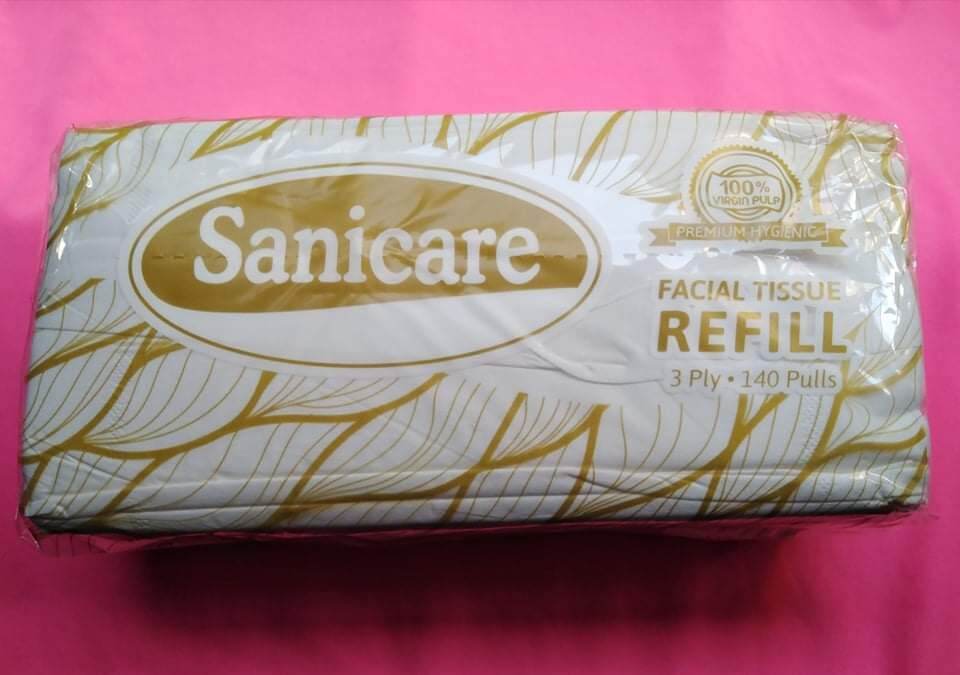 Sanicare
100%
VIRGIN PULP
PREMIUM HYGIENIC
FACIAL TISSUE
REFILL
3 Ply • 140 Pulls